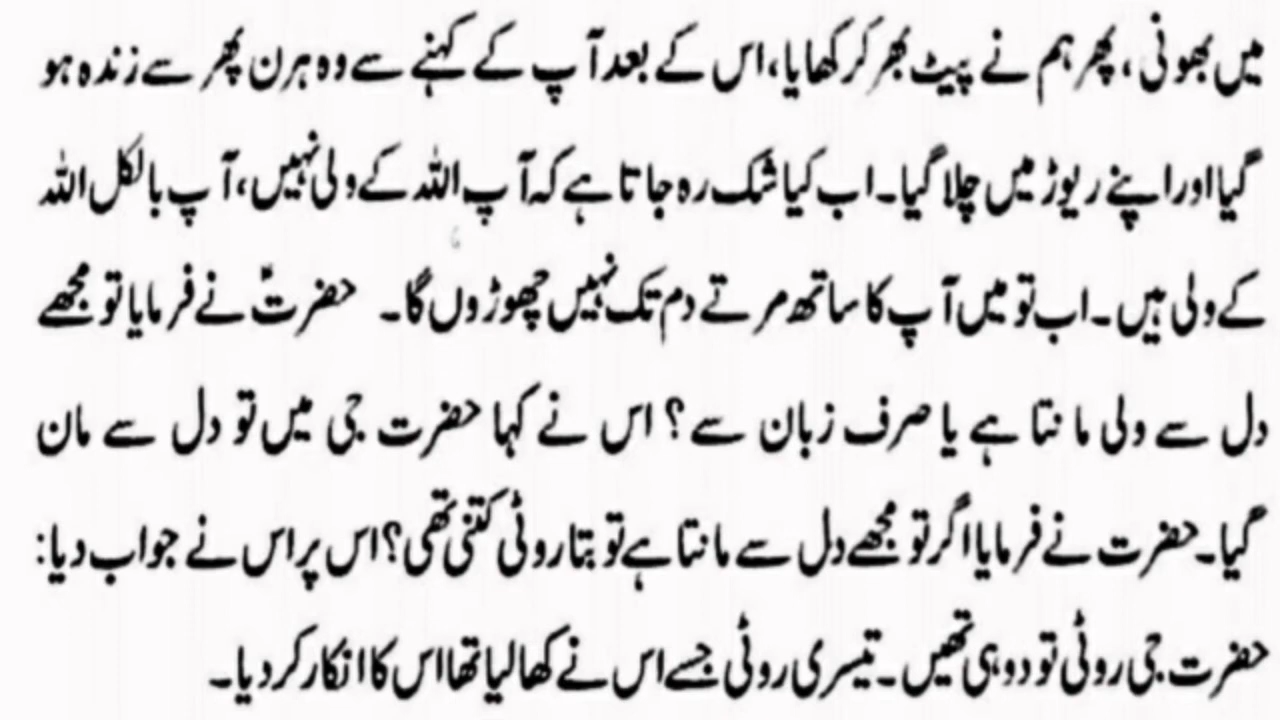 میں بھونی، پھر ہم نے پیٹ بھر کر کھایا، اس کے بعد آپ کے کہنے سے وہ ہرن پھر سے زندہ ہو
گیا اور اپنے ریوڑ میں چلا گیا۔ اب کیا شک رہ جاتا ہے کہ آپ اللہ کے ولی نہیں، آپ بالکل اللہ
کے ولی ہیں۔ اب تو میں آپ کا ساتھ مرتے دم تک نہیں چھوڑوں گا۔ حضرتؑ نے فرمایا تو مجھے
دل سے ولی مانتا ہے یا صرف زبان سے؟ اس نے کہا حضرت جی میں تو دل سے مان
گیا۔ حضرت نے فرمایا اگر تو مجھے دل سے مانتا ہے تو بتا روٹی کتنی تھی؟ اس پر اس نے جواب دیا:
حضرت جی روٹی تو دو ہی تھیں۔ تیسری روٹی جسے اس نے کھا لیا تھا اس کا انکار کر دیا۔